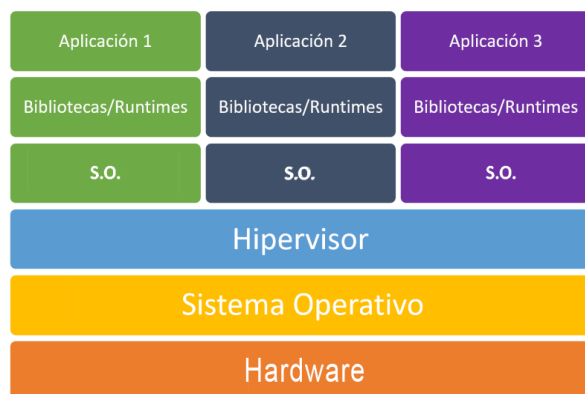 Aplicación 1
Aplicación 2
Aplicación 3
Bibliotecas/Runtimes
Bibliotecas/Runtimes
Bibliotecas/Runtimes
S.O.
S.O.
S.O.
Hipervisor
Sistema Operativo
Hardware